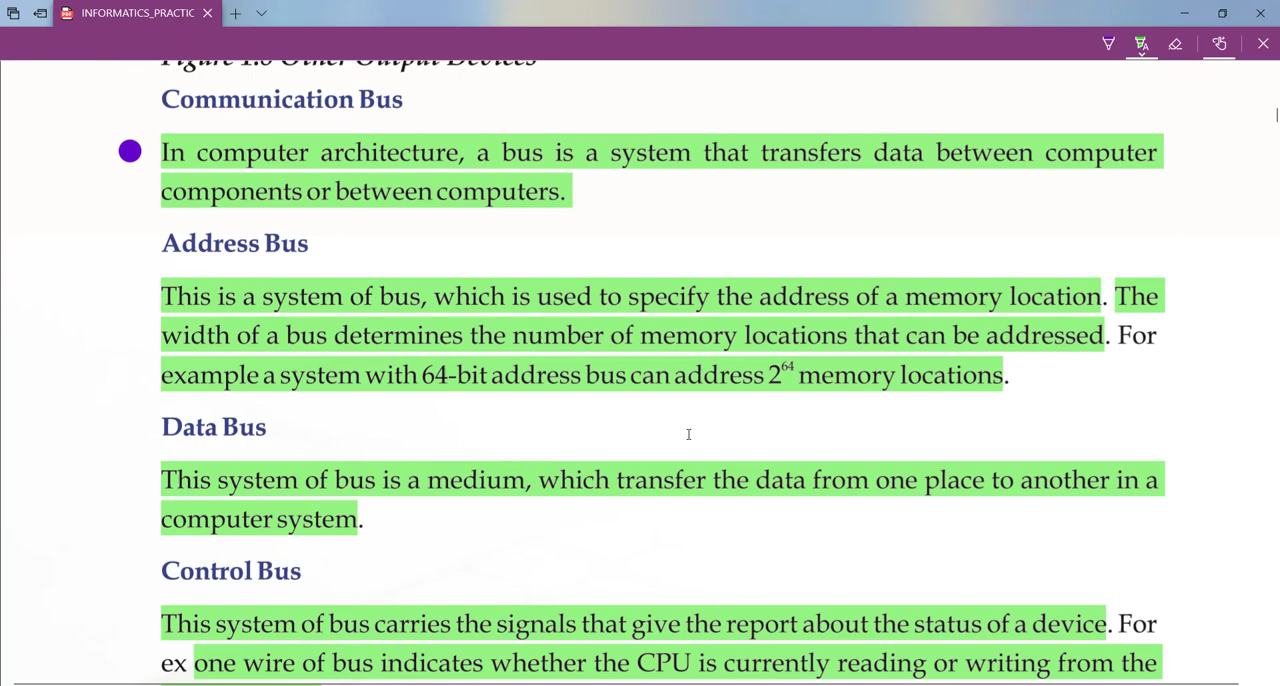 INFORMATICS_PRACTIC
Figure 1.8 Other Output Devices
Communication Bus
In computer architecture, a bus is a system that transfers data between computer
components or between computers.
Address Bus
This is a system of bus, which is used to specify the address of a memory location. The
width of a bus determines the number of memory locations that can be addressed. For
example a system with 64-bit address bus can address 2⁶⁴ memory locations.
Data Bus
This system of bus is a medium, which transfer the data from one place to another in a
computer system.
Control Bus
This system of bus carries the signals that give the report about the status of a device. For
ex one wire of bus indicates whether the CPU is currently reading or writing from the